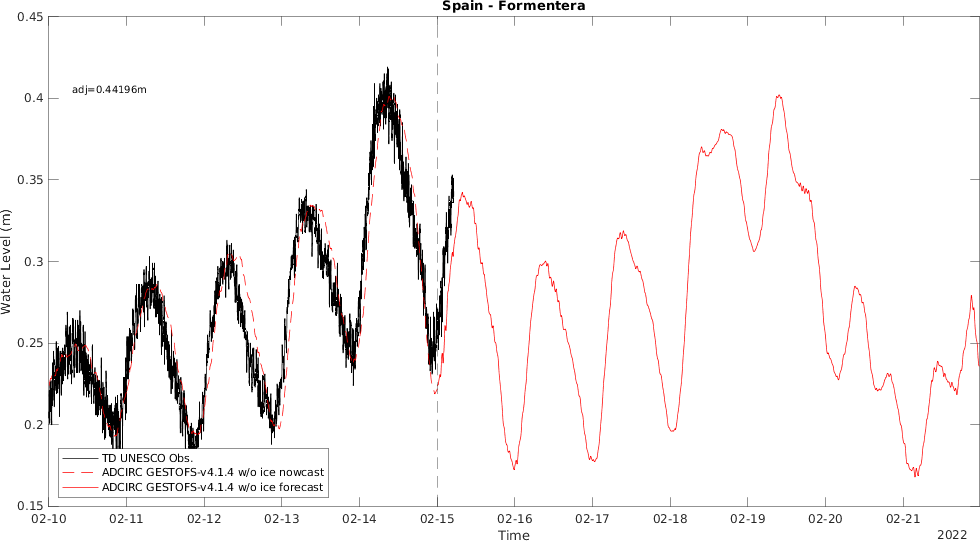 Spain - Formentera
0.45
adj=0.44196m
0.4
0.35
0.3
0.25
0.2
0.15
Water Level (m)
TD UNESCO Obs.
ADCIRC GESTOFS-v4.1.4 w/o ice nowcast
ADCIRC GESTOFS-v4.1.4 w/o ice forecast
02-10 02-11 02-12 02-13 02-14 02-15 02-16 02-17 02-18 02-19 02-20 02-21
Time
2022